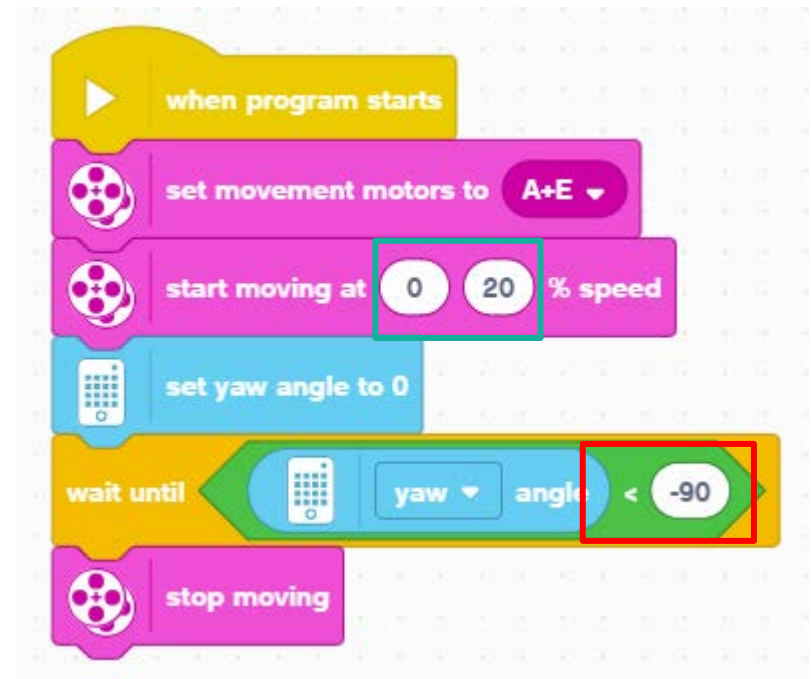 when program starts
set movement motors to A+E
start moving at 0 20 % speed
set yaw angle to 0
wait until yaw angle < -90
stop moving